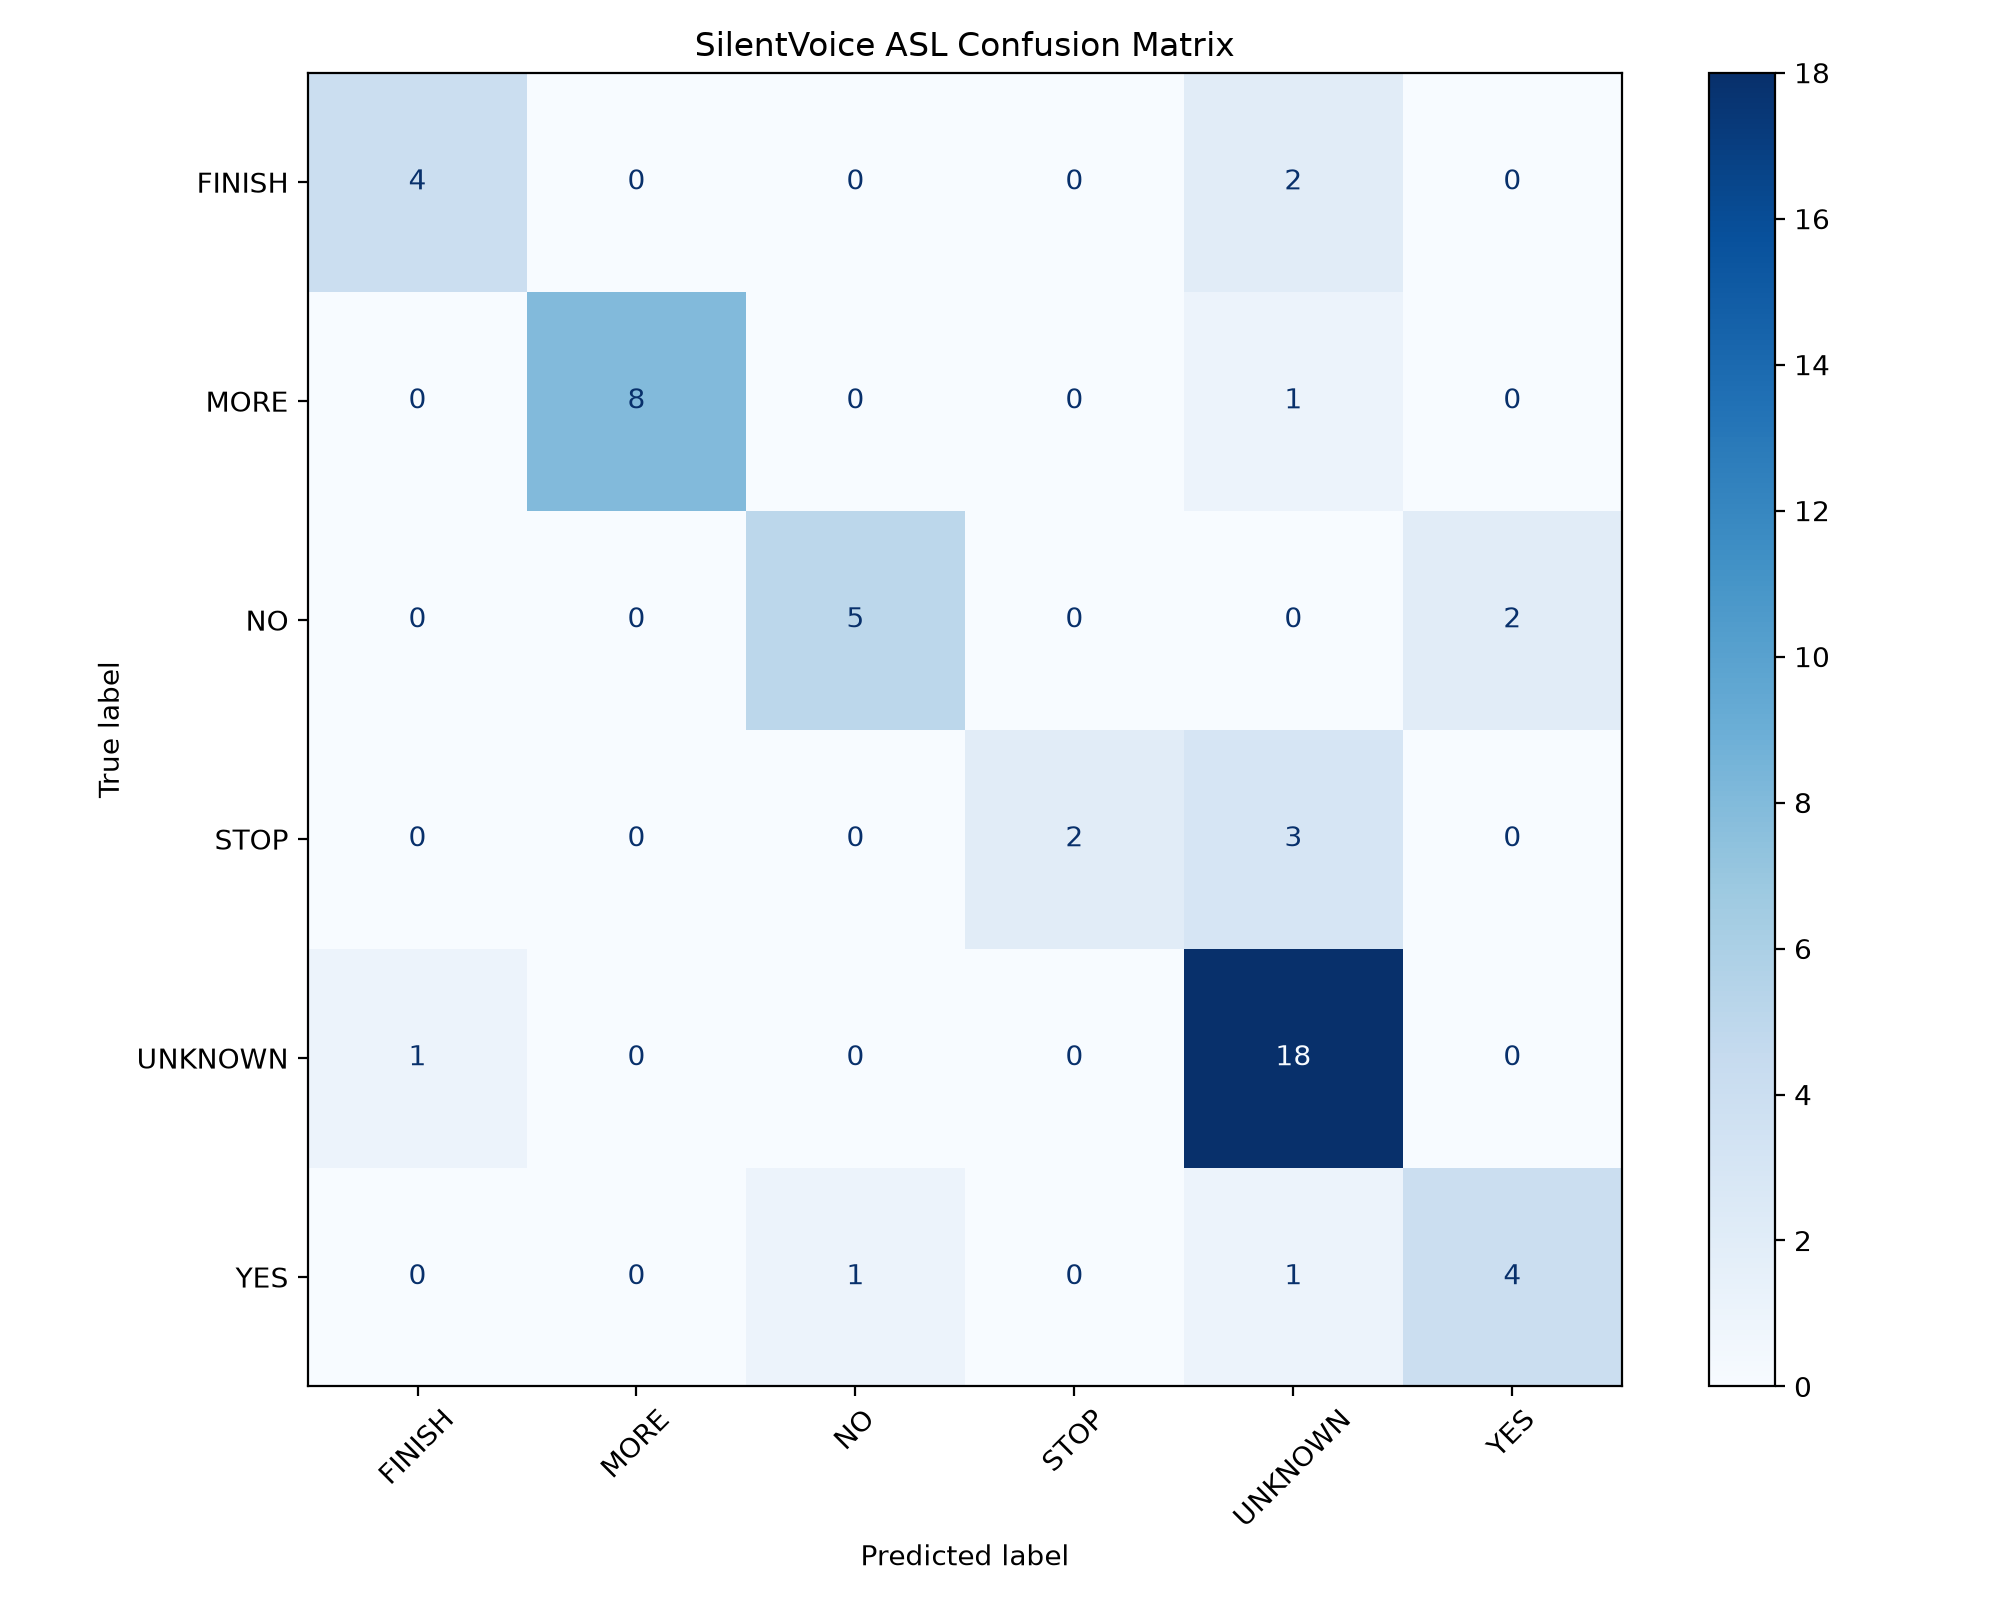 SilentVoice ASL Confusion Matrix
FINISH 4 0 0 0 2 0
MORE 0 8 0 0 1 0
NO 0 0 5 0 0 2
STOP 0 0 0 2 3 0
UNKNOWN 1 0 0 0 18 0
YES 0 0 1 0 1 4
FINISH MORE NO STOP UNKNOWN YES
Predicted label
True label
18
16
14
12
10
8
6
4
2
0